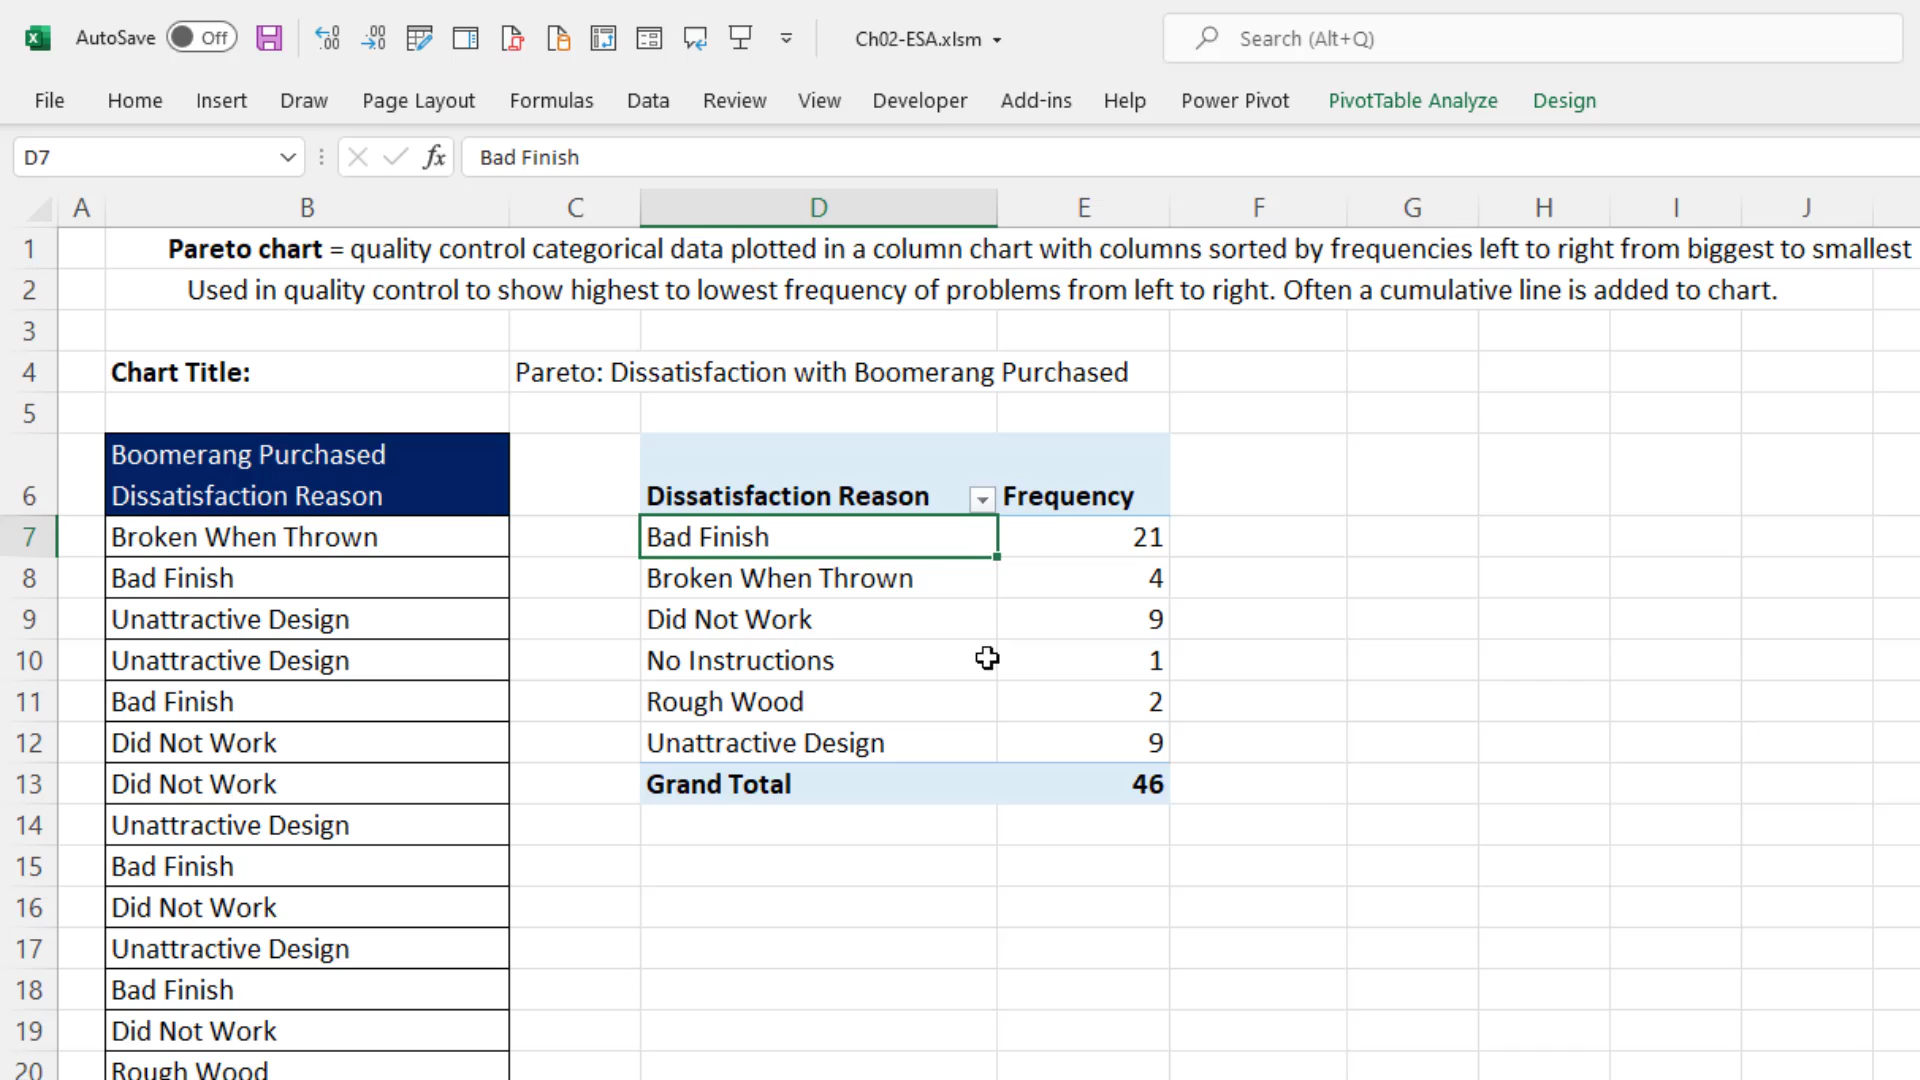 AutoSave Off Ch02-ESA.xlsm Search (Alt+Q)
File Home Insert Draw Page Layout Formulas Data Review View Developer Add-ins Help Power Pivot PivotTable Analyze Design
D7 fx Bad Finish
A B C D E F G H I J
1 Pareto chart = quality control categorical data plotted in a column chart with columns sorted by frequencies left to right from biggest to smallest
2 Used in quality control to show highest to lowest frequency of problems from left to right. Often a cumulative line is added to chart.
3
4 Chart Title: Pareto: Dissatisfaction with Boomerang Purchased
5
Boomerang Purchased
6 Dissatisfaction Reason Dissatisfaction Reason Frequency
7 Broken When Thrown Bad Finish 21
8 Bad Finish Broken When Thrown 4
9 Unattractive Design Did Not Work 9
10 Unattractive Design No Instructions 1
11 Bad Finish Rough Wood 2
12 Did Not Work Unattractive Design 9
13 Did Not Work Grand Total 46
14 Unattractive Design
15 Bad Finish
16 Did Not Work
17 Unattractive Design
18 Bad Finish
19 Did Not Work
20 Rough Wood